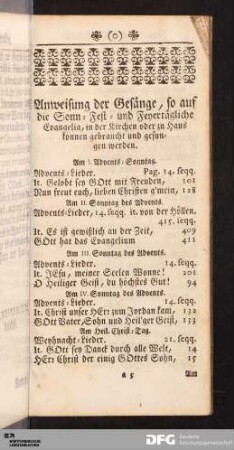 (o)
Anweisung der Gesänge, so auf
die Sonn- Fest- und Feyertägliche
Evangelia, in der Kirchen oder zu Haus
konnen gebraucht und gesun-
gen werden.
Am I. Advents-Sonntag.
Advents-Lieder. Pag. 14. seqq.
It. Gelobt sey GOtt mit Freuden, 101
Nun freut euch, lieben Christen g'mein, 128
Am II. Sonntag des Advents.
Advents-Lieder, 14. seqq. it. von der Höllen.
415. seqq.
It. Es ist gewißlich an der Zeit, 409
GOtt hat das Evangelium 411
Am III. Sonntag des Advents.
Advents-Lieder. 14. seqq.
It. JEsu, meiner Seelen Wonne! 201
O Heiliger Geist, du höchstes Gut! 94
Am IV. Sonntag des Advents.
Advents-Lieder. 14. seqq.
It. Christ unser HErr zum Jordan kam, 132
GOtt Vater, Sohn und Heil'ger Geist, 133
Am Heil. Christ-Tag.
Weyhnacht-Lieder. 21. seqq.
It. GOtt sey Danck durch alle Welt, 14
HErr Christ der einig GOttes Sohn, 15
a 5 Am
DFG
Deutsche
Forschungsgemeinschaft